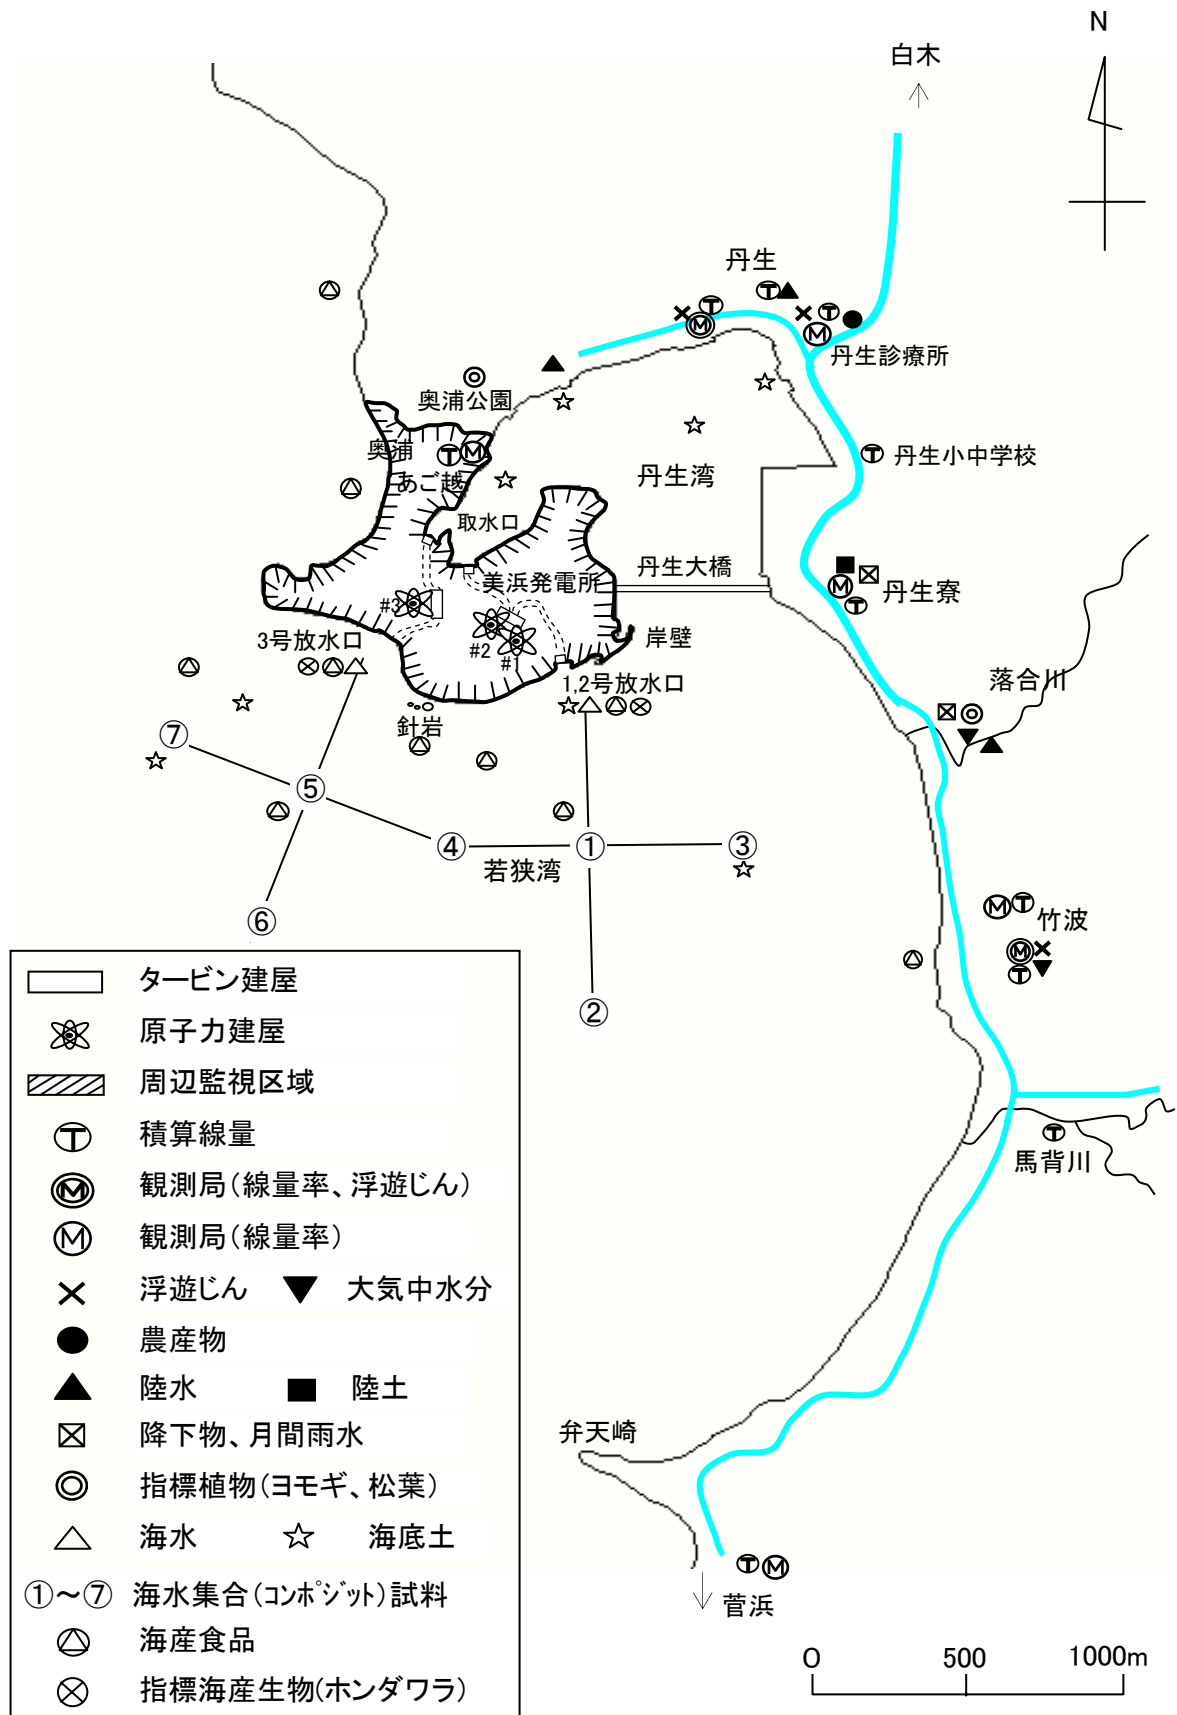 N
白木
丹生
丹生診療所
奥浦公園
奥浦
あご越
丹生小中学校
丹生湾
取水口
丹生大橋
美浜発電所
丹生寮
#3
#2
#1
3号放水口
岸壁
1,2号放水口
落合川
針岩
⑦
⑤
④
①
③
若狭湾
⑥
竹波
②
馬背川
弁天崎
菅浜
タービン建屋
原子力建屋
周辺監視区域
T 積算線量
M 観測局(線量率、浮遊じん)
M 観測局(線量率)
浮遊じん 大気中水分
農産物
陸水 陸土
降下物、月間雨水
指標植物(ヨモギ、松葉)
海水 海底土
①~⑦ 海水集合(コンポジット)試料
海産食品
指標海産生物(ホンダワラ)
0 500 1000m